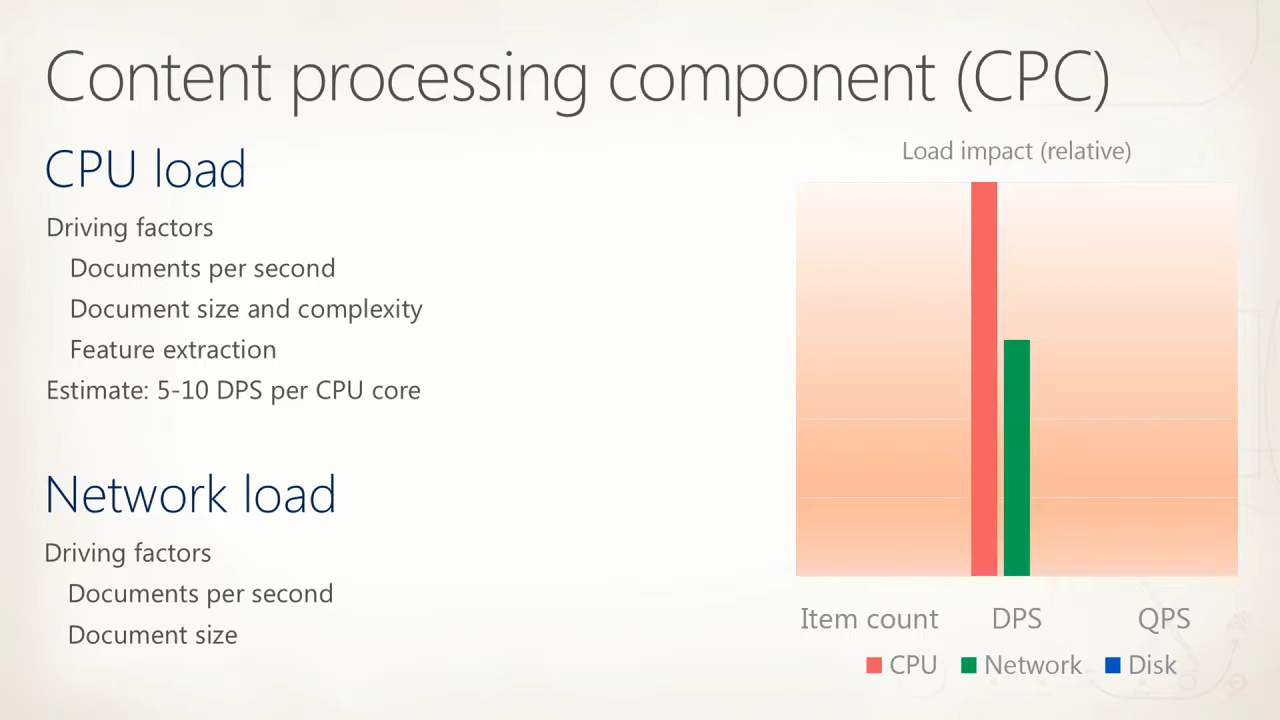 Content processing component (CPC)
CPU load
Driving factors
Documents per second
Document size and complexity
Feature extraction
Estimate: 5-10 DPS per CPU core
Network load
Driving factors
Documents per second
Document size
Load impact (relative)
Item count DPS QPS
CPU Network Disk